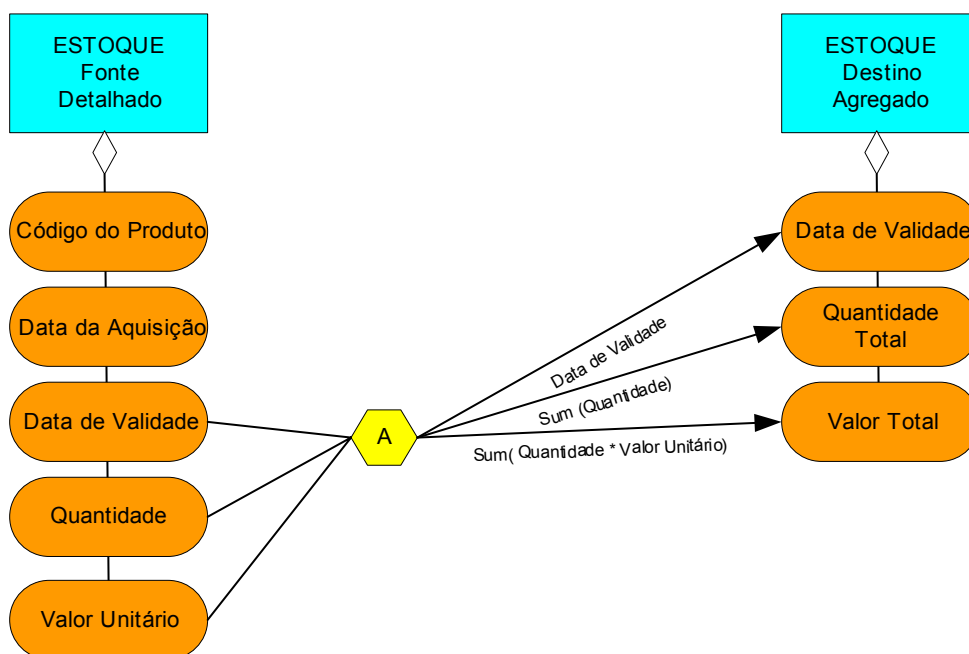 ESTOQUE
Fonte
Detalhado
Código do Produto
Data da Aquisição
Data de Validade
Quantidade
Valor Unitário
A
Data de Validade
Sum (Quantidade)
Sum( Quantidade * Valor Unitário)
ESTOQUE
Destino
Agregado
Data de Validade
Quantidade
Total
Valor Total